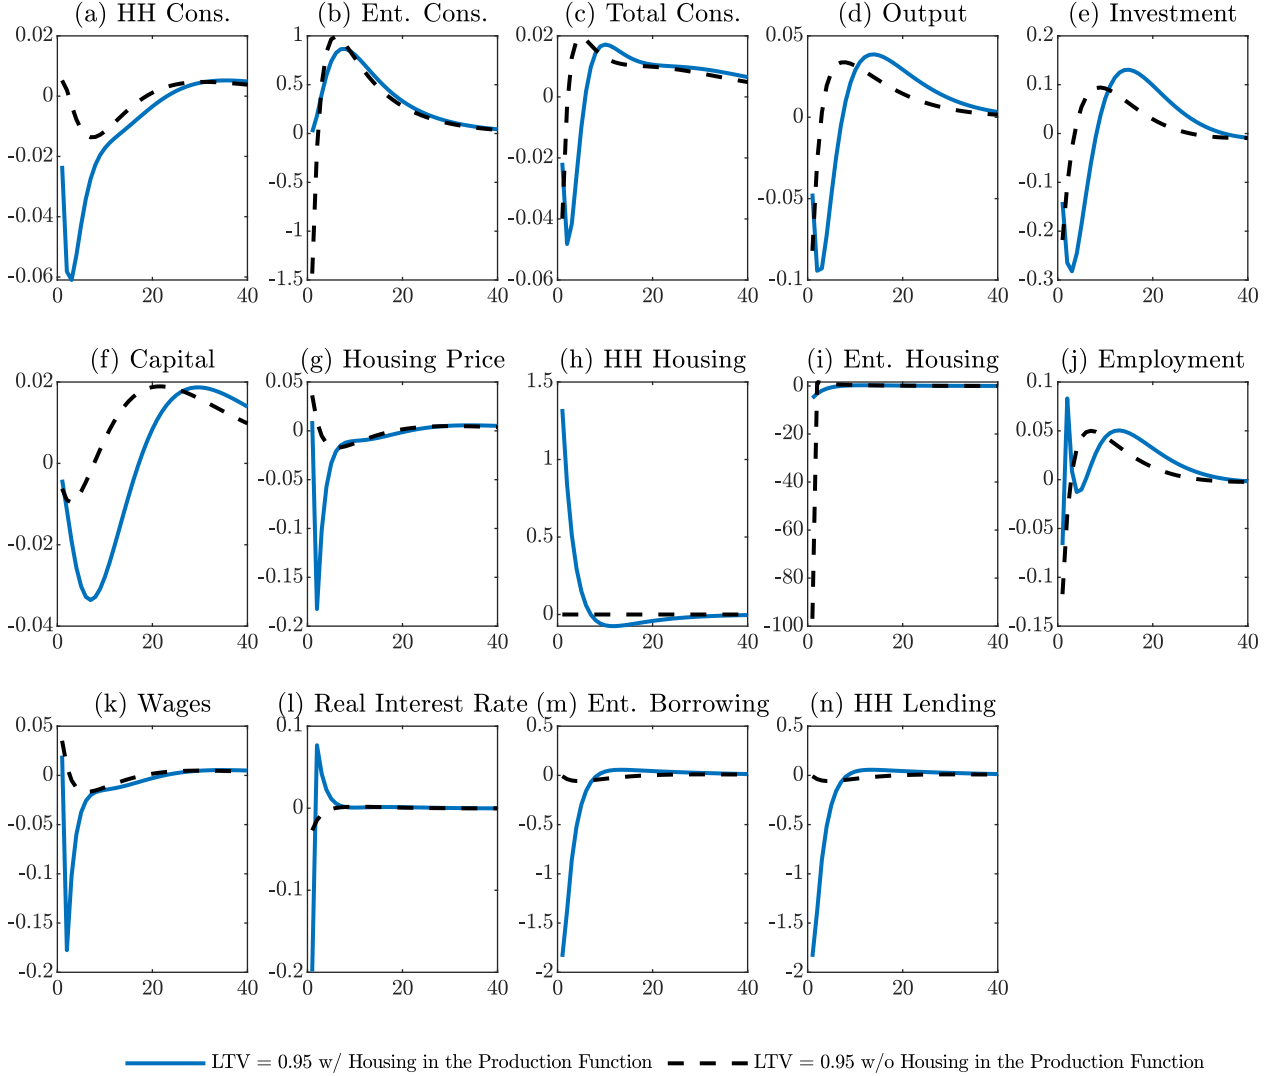 (a) HH Cons.
(b) Ent. Cons.
(c) Total Cons.
(d) Output
(e) Investment
0.02
0
-0.02
-0.04
-0.06
0 20 40
1
0.5
0
-0.5
-1
-1.5
0 20 40
0.02
0
-0.02
-0.04
-0.06
0 20 40
0.05
0
-0.05
-0.1
0 20 40
0.2
0.1
0
-0.1
-0.2
-0.3
0 20 40
(f) Capital
(g) Housing Price
(h) HH Housing
(i) Ent. Housing
(j) Employment
0.02
0
-0.02
-0.04
0 20 40
0.05
0
-0.05
-0.1
-0.15
-0.2
0 20 40
1.5
1
0.5
0
0 20 40
0
-20
-40
-60
-80
-100
0 20 40
0.1
0.05
0
-0.05
-0.1
-0.15
0 20 40
(k) Wages
(l) Real Interest Rate
(m) Ent. Borrowing
(n) HH Lending
0.05
0
-0.05
-0.1
-0.15
-0.2
0 20 40
0.1
0
-0.1
-0.2
0 20 40
0.5
0
-0.5
-1
-1.5
-2
0 20 40
0.5
0
-0.5
-1
-1.5
-2
0 20 40
LTV = 0.95 w/ Housing in the Production Function
LTV = 0.95 w/o Housing in the Production Function